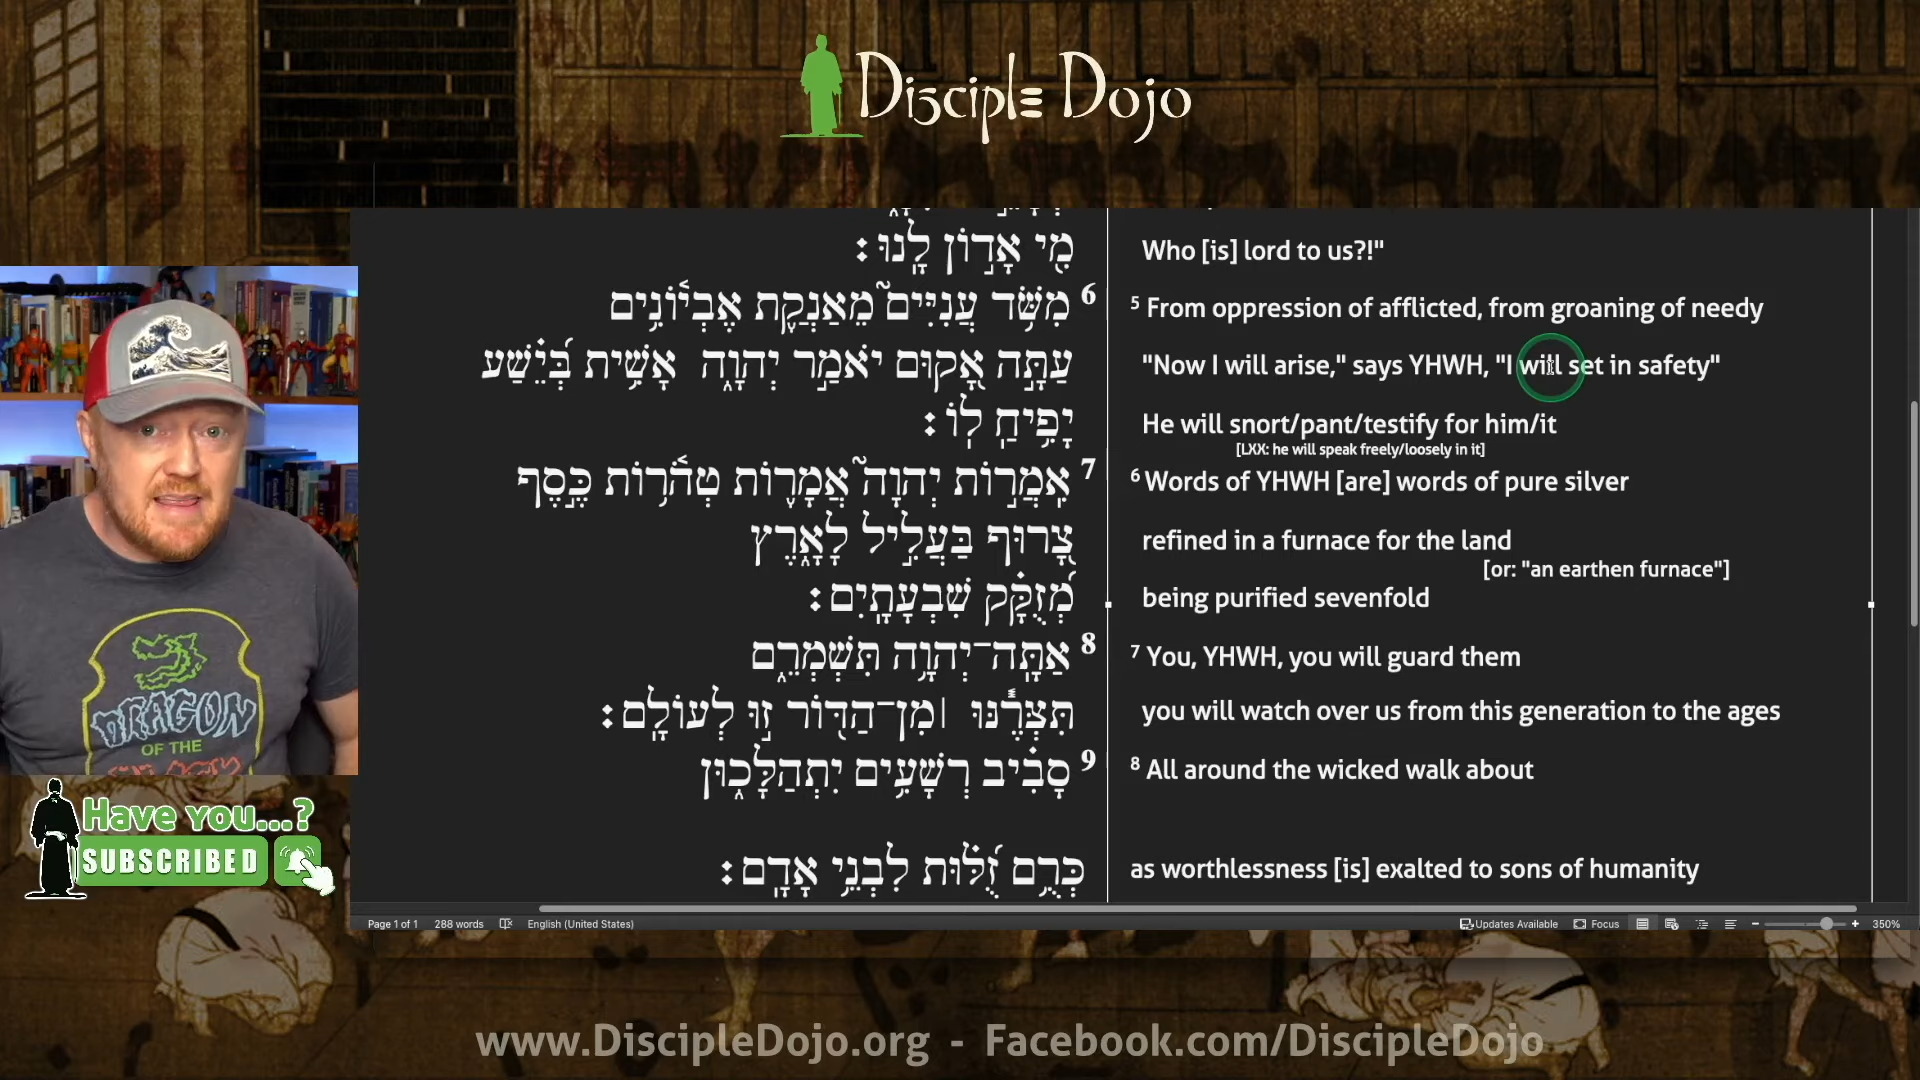 Disciple Dojo
מִ֖י אָד֣וֹן לָֽנוּ׃
Who [is] lord to us?!"
6 מִשֹּׁ֥ד עֲנִיִּים֮ מֵאַנְקַ֪ת אֶבְי֫וֹנִ֥ים
5 From oppression of afflicted, from groaning of needy
עַתָּ֣ה אָ֭קוּם יֹאמַ֣ר יְהוָ֑ה אָשִׁ֥ית בְּ֝יֵ֗שַׁע
"Now I will arise," says YHWH, "I will set in safety"
יָפִ֥יחַֽ לֽוֹ׃
He will snort/pant/testify for him/it
[LXX: he will speak freely/loosely in it]
7 אִֽמֲר֣וֹת יְהוָה֮ אֲמָר֪וֹת טְהֹ֫ר֥וֹת כֶּ֣סֶף
6 Words of YHWH [are] words of pure silver
צָ֭רוּף בַּעֲלִ֣יל לָאָ֑רֶץ
refined in a furnace for the land
[or: "an earthen furnace"]
מְ֝זֻקָּ֗ק שִׁבְעָתָֽיִם׃
being purified sevenfold
8 אַתָּֽה־יְהוָ֥ה תִּשְׁמְרֵ֑ם
7 You, YHWH, you will guard them
תִּצְּרֶ֓נּוּ ׀ מִן־הַדּ֖וֹר ז֣וּ לְעוֹלָֽם׃
you will watch over us from this generation to the ages
9 סָבִ֗יב רְשָׁעִ֥ים יִתְהַלָּכ֑וּן
8 All around the wicked walk about
כְּרֻ֥ם זֻ֝לּ֗וּת לִבְנֵ֥י אָדָֽם׃
as worthlessness [is] exalted to sons of humanity
DRAGON
OF THE
Have you...?
SUBSCRIBED
Page 1 of 1 288 words English (United States) Updates Available Focus 350%
www.DiscipleDojo.org - Facebook.com/DiscipleDojo